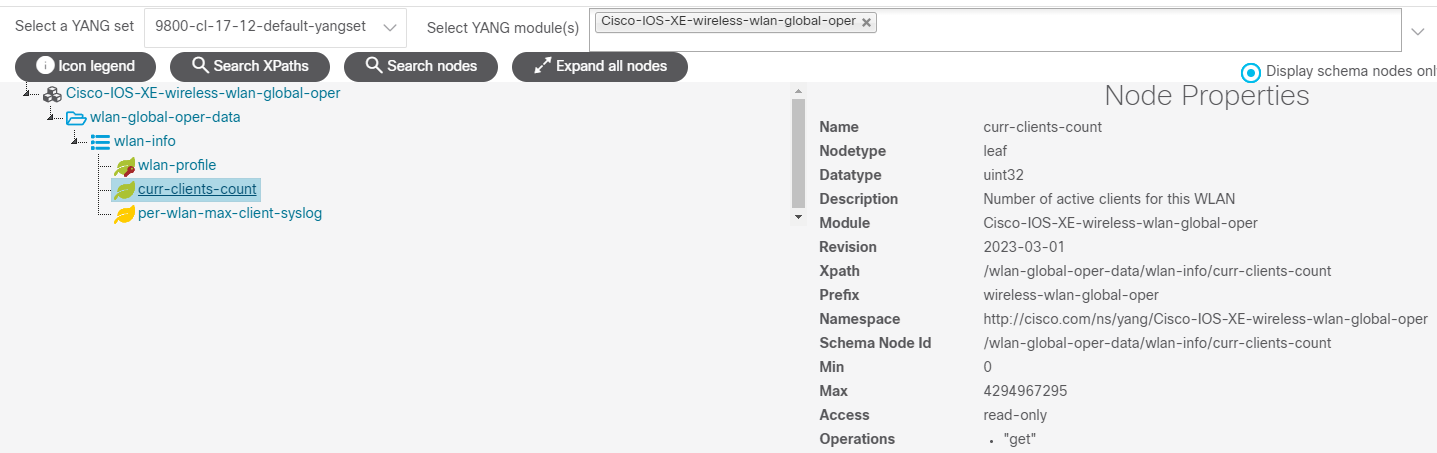 Select a YANG set 9800-cl-17-12-default-yangset Select YANG module(s) Cisco-IOS-XE-wireless-wlan-global-oper ×
Icon legend Search XPaths Search nodes Expand all nodes
Display schema nodes onl
Cisco-IOS-XE-wireless-wlan-global-oper
wlan-global-oper-data
wlan-info
wlan-profile
curr-clients-count
per-wlan-max-client-syslog
Node Properties
Name curr-clients-count
Nodetype leaf
Datatype uint32
Description Number of active clients for this WLAN
Module Cisco-IOS-XE-wireless-wlan-global-oper
Revision 2023-03-01
Xpath /wlan-global-oper-data/wlan-info/curr-clients-count
Prefix wireless-wlan-global-oper
Namespace http://cisco.com/ns/yang/Cisco-IOS-XE-wireless-wlan-global-oper
Schema Node Id /wlan-global-oper-data/wlan-info/curr-clients-count
Min 0
Max 4294967295
Access read-only
Operations • "get"